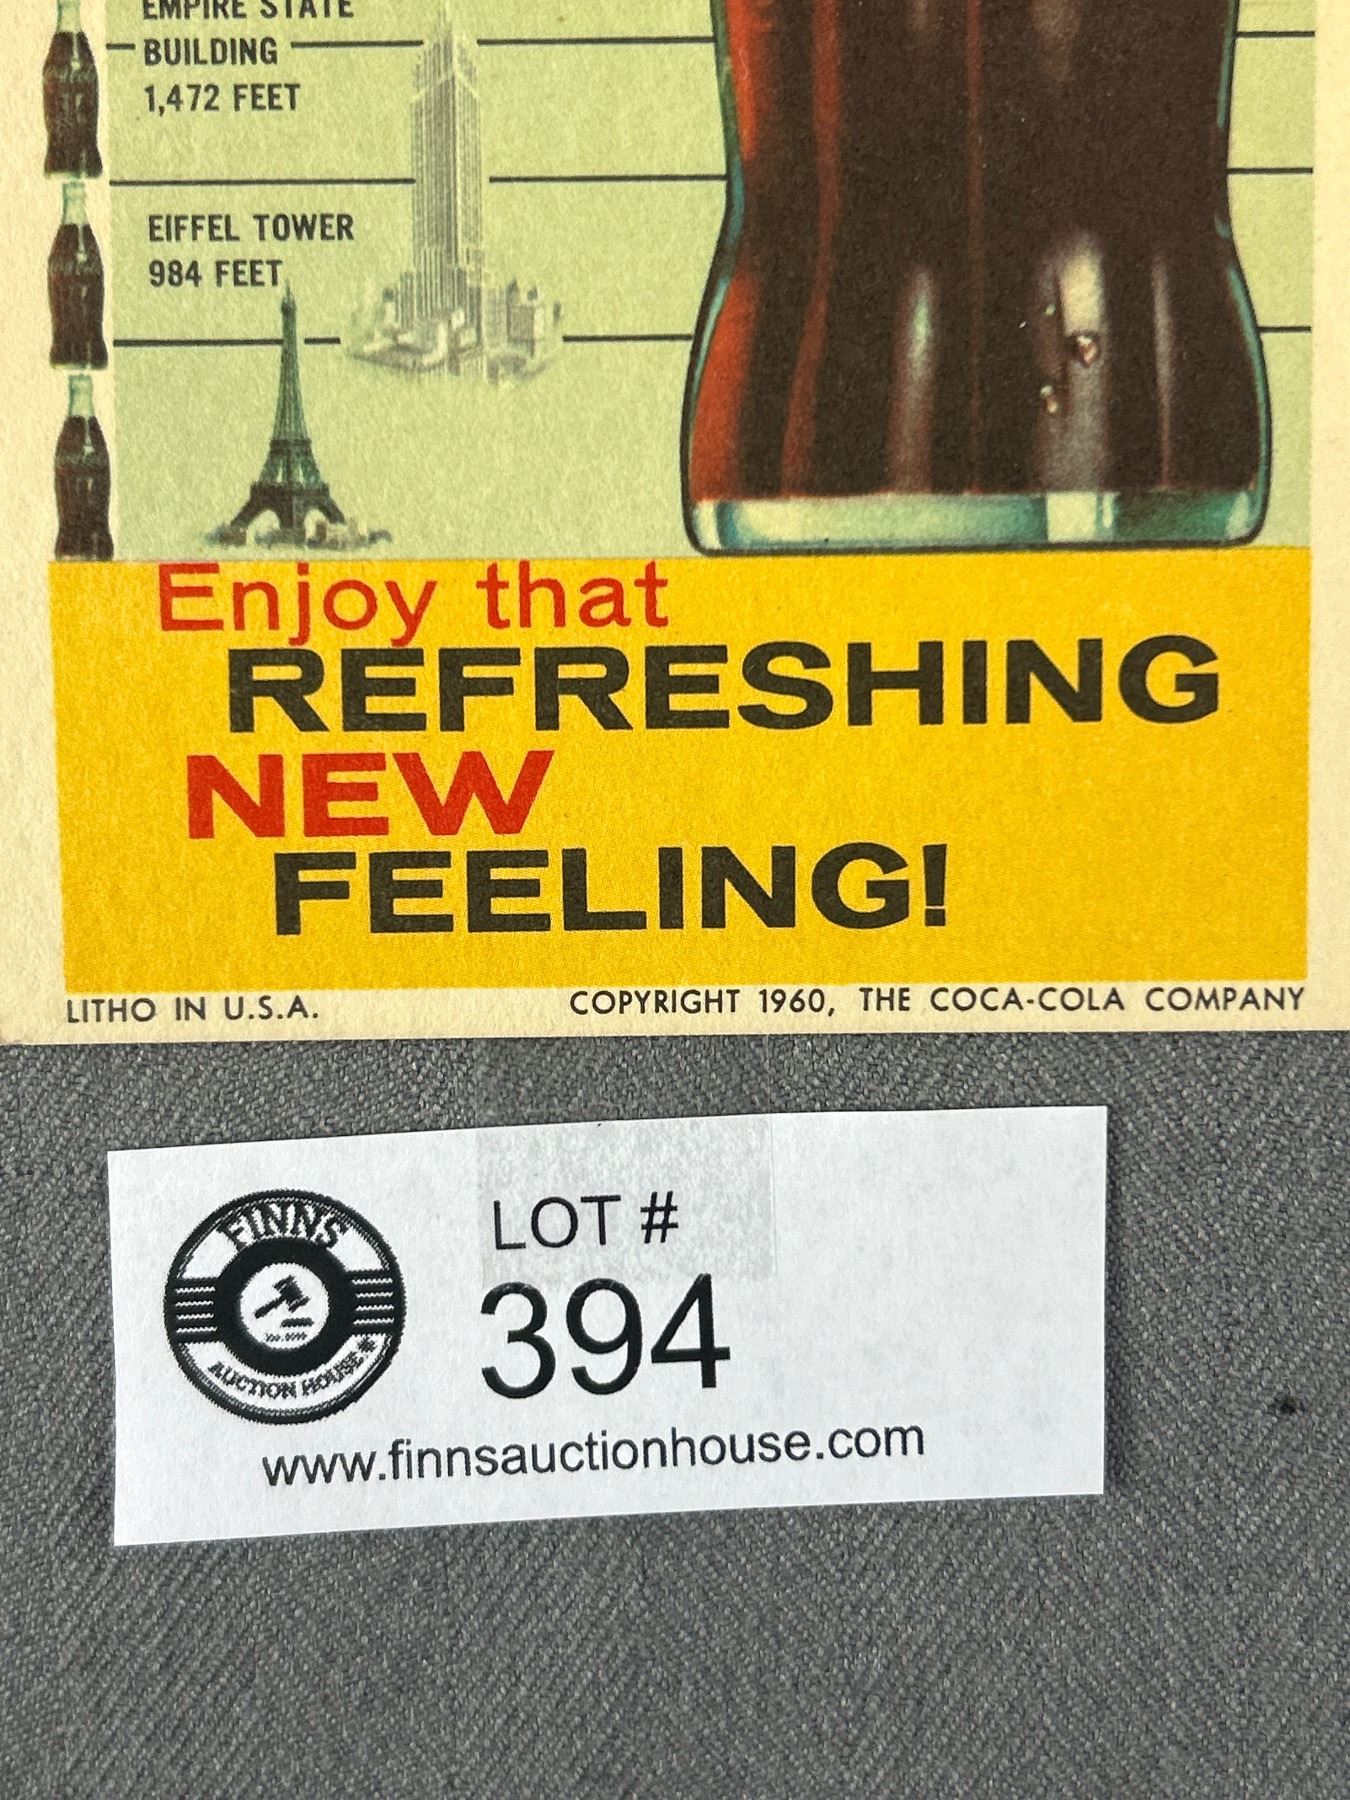 EMPIRE STATE
BUILDING
1,472 FEET
EIFFEL TOWER
984 FEET
Enjoy that
REFRESHING
NEW
FEELING!
LITHO IN U.S.A.
COPYRIGHT 1960, THE COCA-COLA COMPANY
FINNS
AUCTION HOUSE
LOT #
394
www.finnsauctionhouse.com